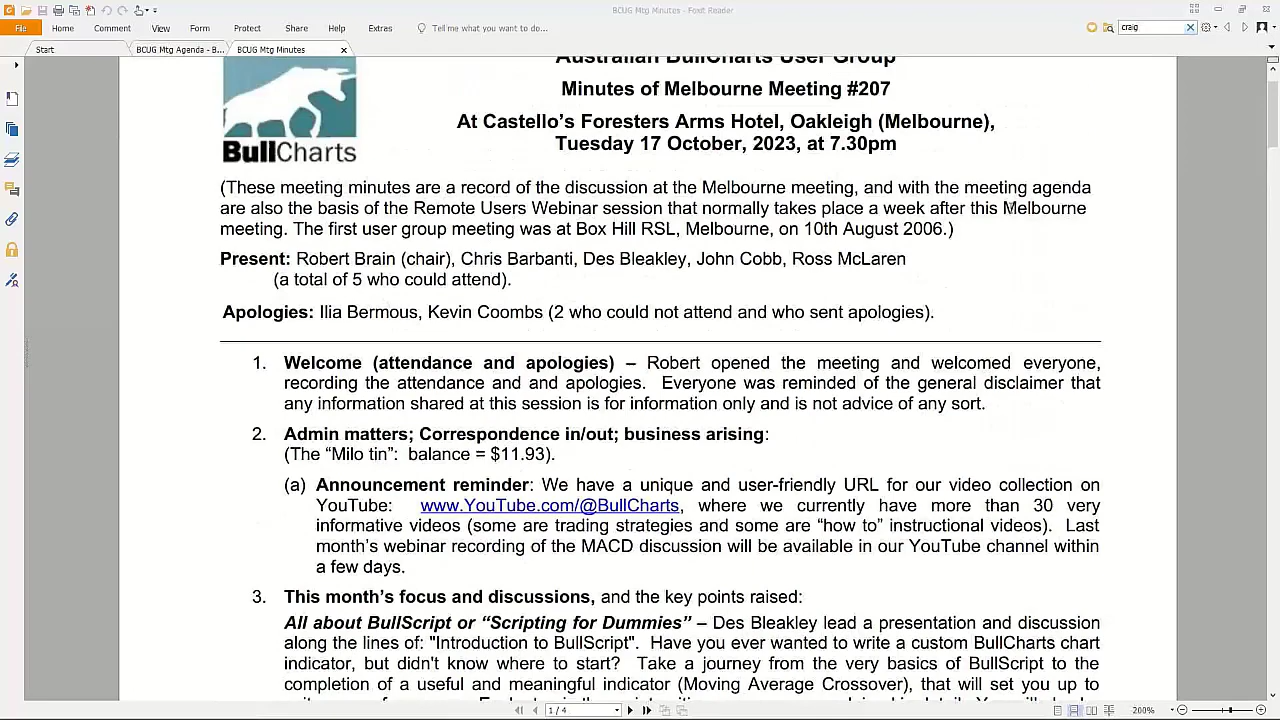 BCUG Mtg Minutes - Foxit Reader
File Home Comment View Form Protect Share Help Extras Tell me what you want to do... craig
Start BCUG Mtg Agenda - B... BCUG Mtg Minutes
Australian BullCharts User Group
Minutes of Melbourne Meeting #207
At Castello's Foresters Arms Hotel, Oakleigh (Melbourne),
Tuesday 17 October, 2023, at 7.30pm
BullCharts
(These meeting minutes are a record of the discussion at the Melbourne meeting, and with the meeting agenda
are also the basis of the Remote Users Webinar session that normally takes place a week after this Melbourne
meeting. The first user group meeting was at Box Hill RSL, Melbourne, on 10th August 2006.)
Present: Robert Brain (chair), Chris Barbanti, Des Bleakley, John Cobb, Ross McLaren
(a total of 5 who could attend).
Apologies: Ilia Bermous, Kevin Coombs (2 who could not attend and who sent apologies).
1. Welcome (attendance and apologies) – Robert opened the meeting and welcomed everyone,
recording the attendance and and apologies. Everyone was reminded of the general disclaimer that
any information shared at this session is for information only and is not advice of any sort.
2. Admin matters; Correspondence in/out; business arising:
(The “Milo tin”: balance = $11.93).
(a) Announcement reminder: We have a unique and user-friendly URL for our video collection on
YouTube: www.YouTube.com/@BullCharts, where we currently have more than 30 very
informative videos (some are trading strategies and some are “how to” instructional videos). Last
month’s webinar recording of the MACD discussion will be available in our YouTube channel within
a few days.
3. This month’s focus and discussions, and the key points raised:
All about BullScript or “Scripting for Dummies” – Des Bleakley lead a presentation and discussion
along the lines of: "Introduction to BullScript". Have you ever wanted to write a custom BullCharts chart
indicator, but didn't know where to start? Take a journey from the very basics of BullScript to the
completion of a useful and meaningful indicator (Moving Average Crossover), that will set you up to
1 / 4 200%